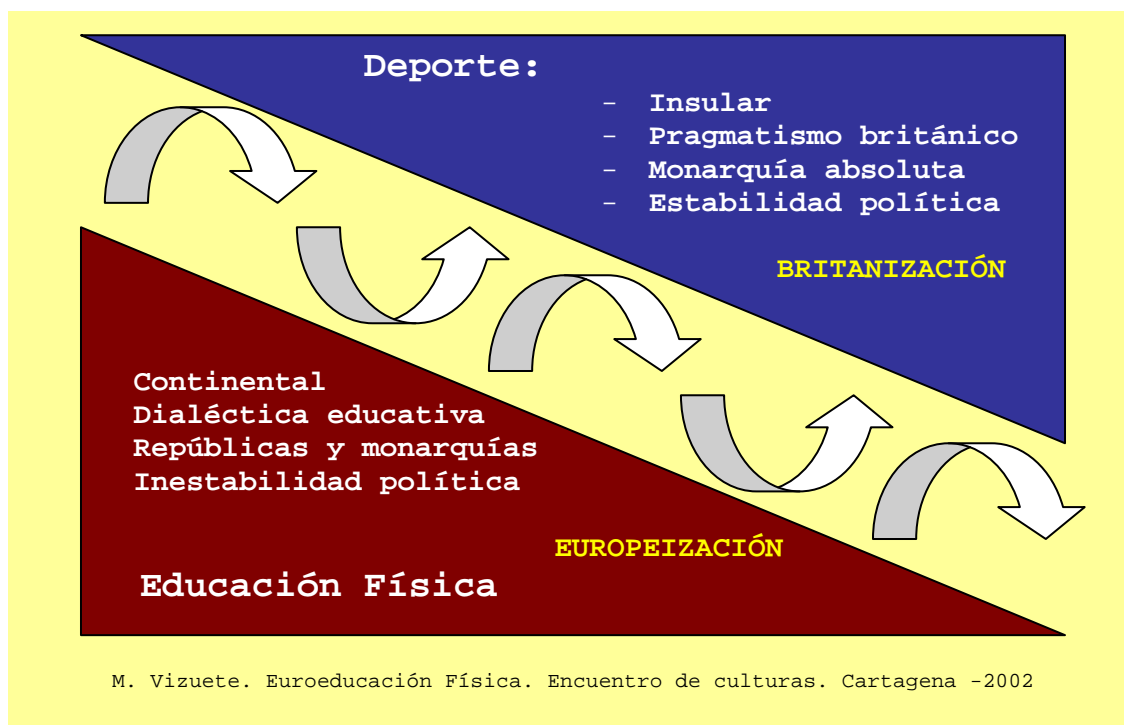 Deporte:
- Insular
- Pragmatismo británico
- Monarquía absoluta
- Estabilidad política
BRITANIZACIÓN
Continental
Dialéctica educativa
Repúblicas y monarquías
Inestabilidad política
EUROPEIZACIÓN
Educación Física
M. Vizuete. Euroeducación Física. Encuentro de culturas. Cartagena -2002